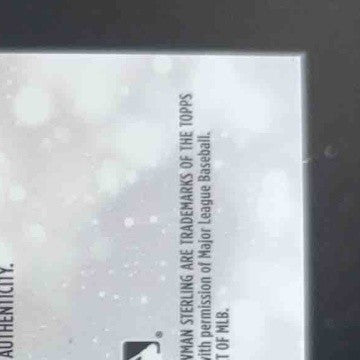 AUTHENTICITY.
®
WMAN STERLING ARE TRADEMARKS OF THE TOPPS
with permission of Major League Baseball.
T OF MLB.